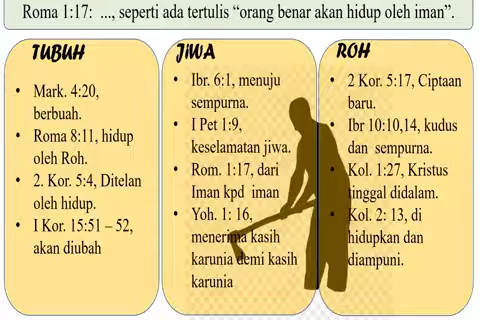 Roma 1:17:  ..., seperti ada tertulis “orang benar akan hidup oleh iman”.
TUBUH
• Mark. 4:20,
berbuah.
• Roma 8:11, hidup
oleh Roh.
• 2. Kor. 5:4, Ditelan
oleh hidup.
• I Kor. 15:51 – 52,
akan diubah
JIWA
• Ibr. 6:1, menuju
sempurna.
• I Pet 1:9,
keselamatan jiwa.
• Rom. 1:17, dari
Iman kpd  iman
• Yoh. 1: 16,
menerima kasih
karunia demi kasih
karunia
ROH
• 2 Kor. 5:17, Ciptaan
baru.
• Ibr 10:10,14, kudus
dan  sempurna.
• Kol. 1:27, Kristus
tinggal didalam.
• Kol. 2: 13, di
hidupkan dan
diampuni.